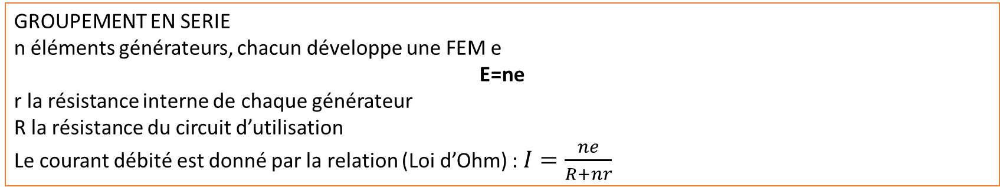 GROUPEMENT EN SERIE
n éléments générateurs, chacun développe une FEM e
E=ne
r la résistance interne de chaque générateur
R la résistance du circuit d’utilisation
Le courant débité est donné par la relation (Loi d’Ohm) : I = ne / R+nr